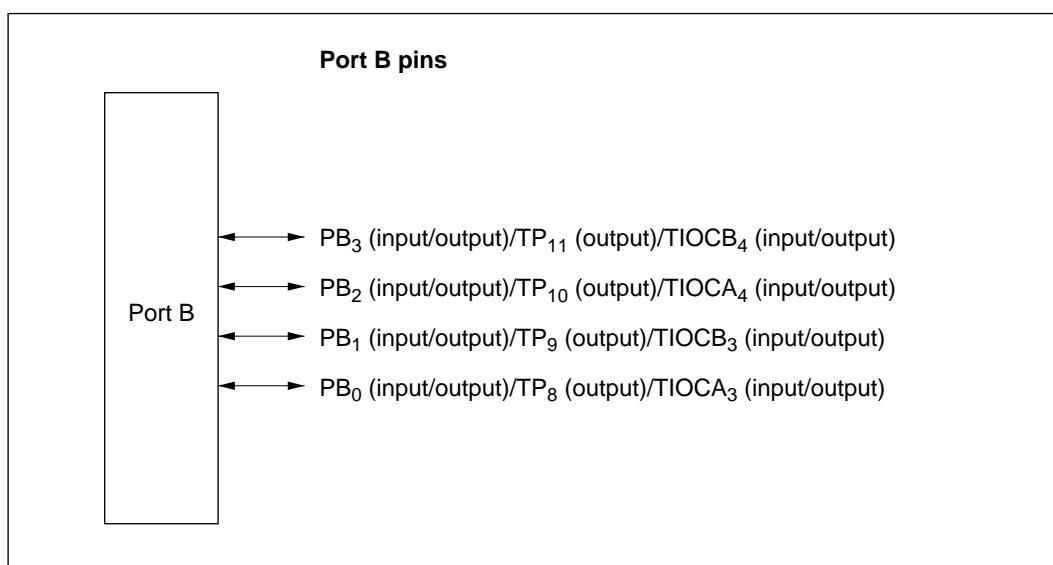 Port B pins
PB₃ (input/output)/TP₁₁ (output)/TIOCB₄ (input/output)
PB₂ (input/output)/TP₁₀ (output)/TIOCA₄ (input/output)
Port B
PB₁ (input/output)/TP₉ (output)/TIOCB₃ (input/output)
PB₀ (input/output)/TP₈ (output)/TIOCA₃ (input/output)